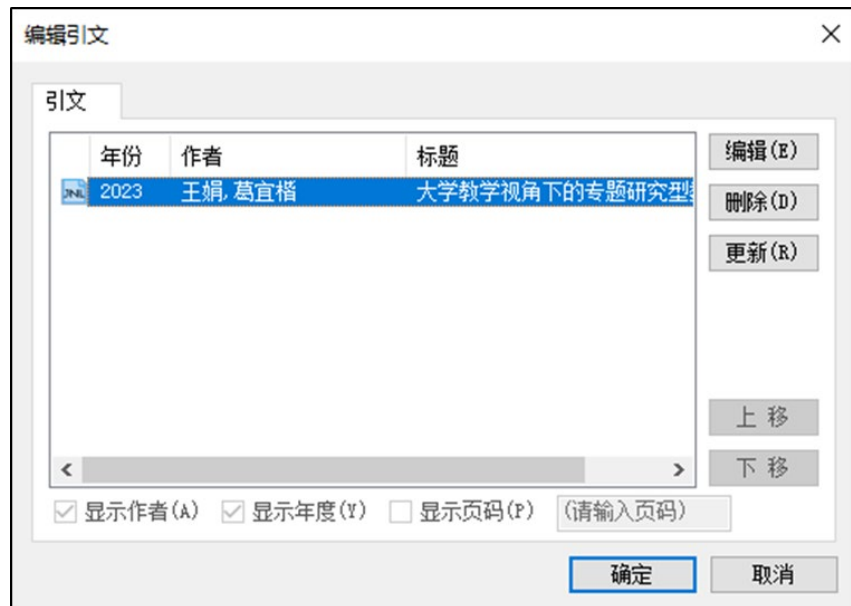 编辑引文
引文
年份 作者 标题
JNL 2023 王娟,葛宜楷 大学教学视角下的专题研究型
编辑(E)
删除(D)
更新(R)
上移
下移
显示作者(A) 显示年度(Y) 显示页码(P) (请输入页码)
确定 取消